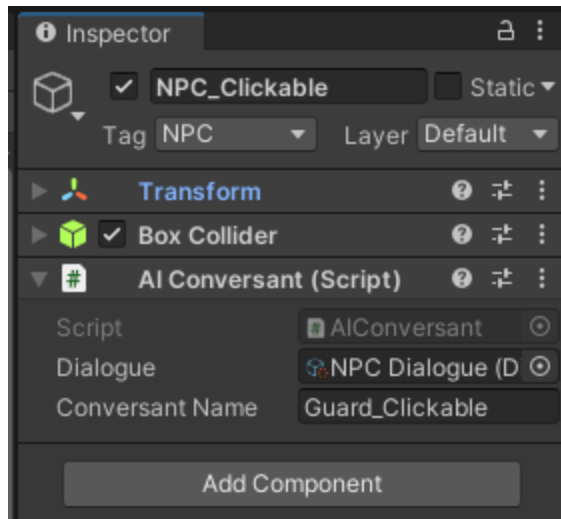 Inspector
NPC_Clickable Static
Tag NPC Layer Default
Transform
Box Collider
# AI Conversant (Script)
Script # AIConversant
Dialogue NPC Dialogue (D
Conversant Name Guard_Clickable
Add Component